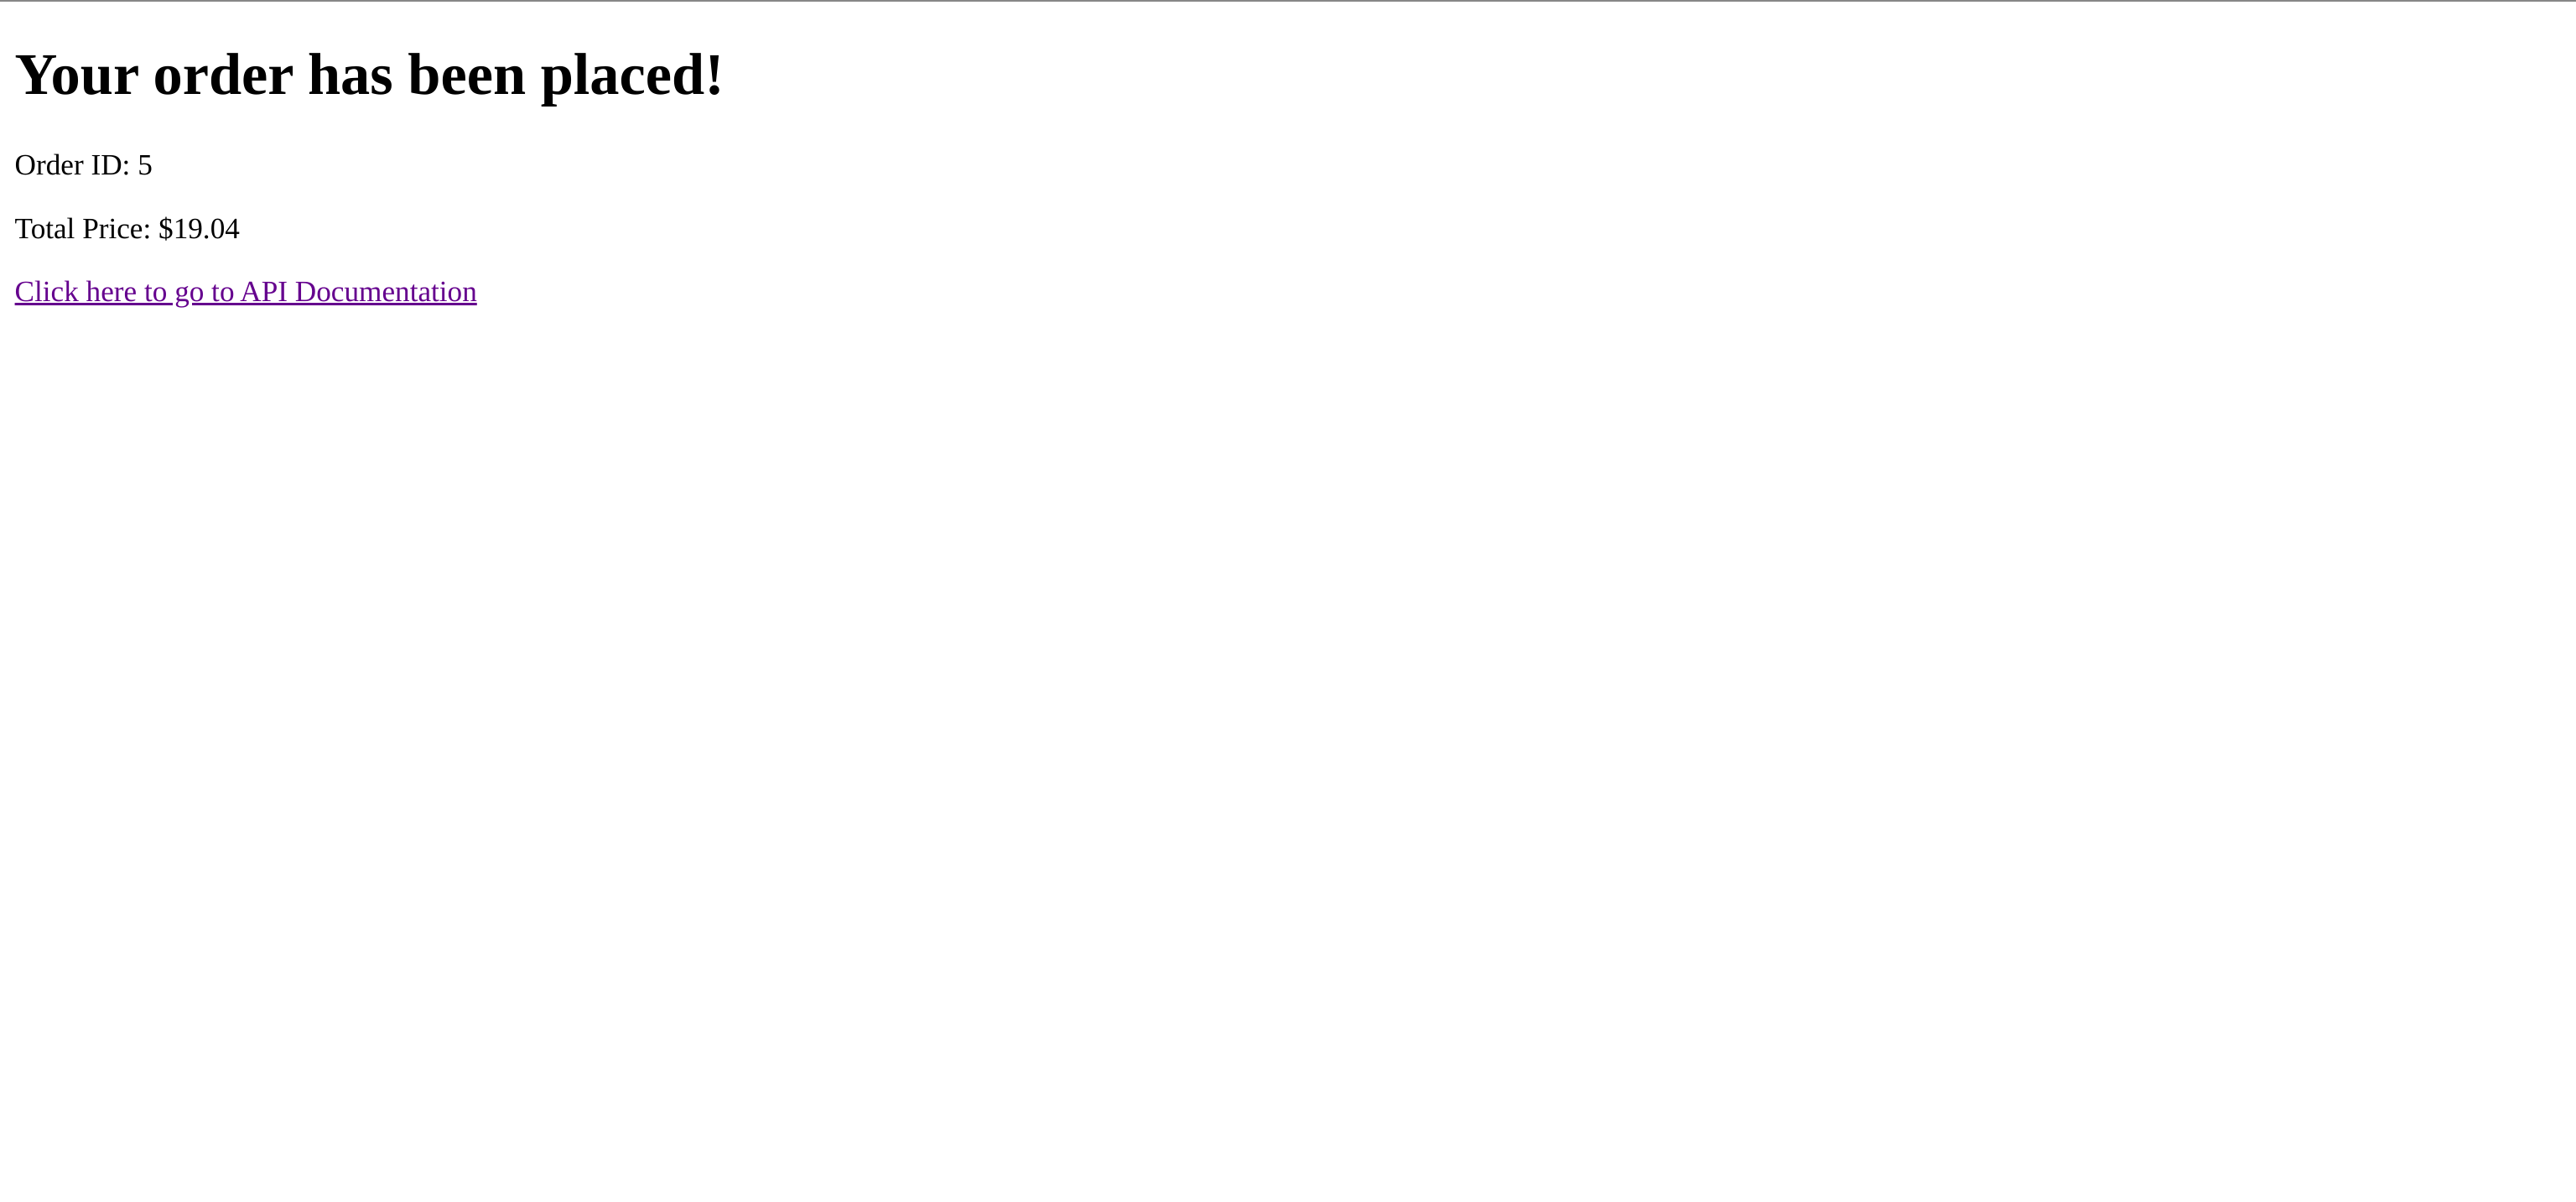 Your order has been placed!
Order ID: 5
Total Price: $19.04
Click here to go to API Documentation